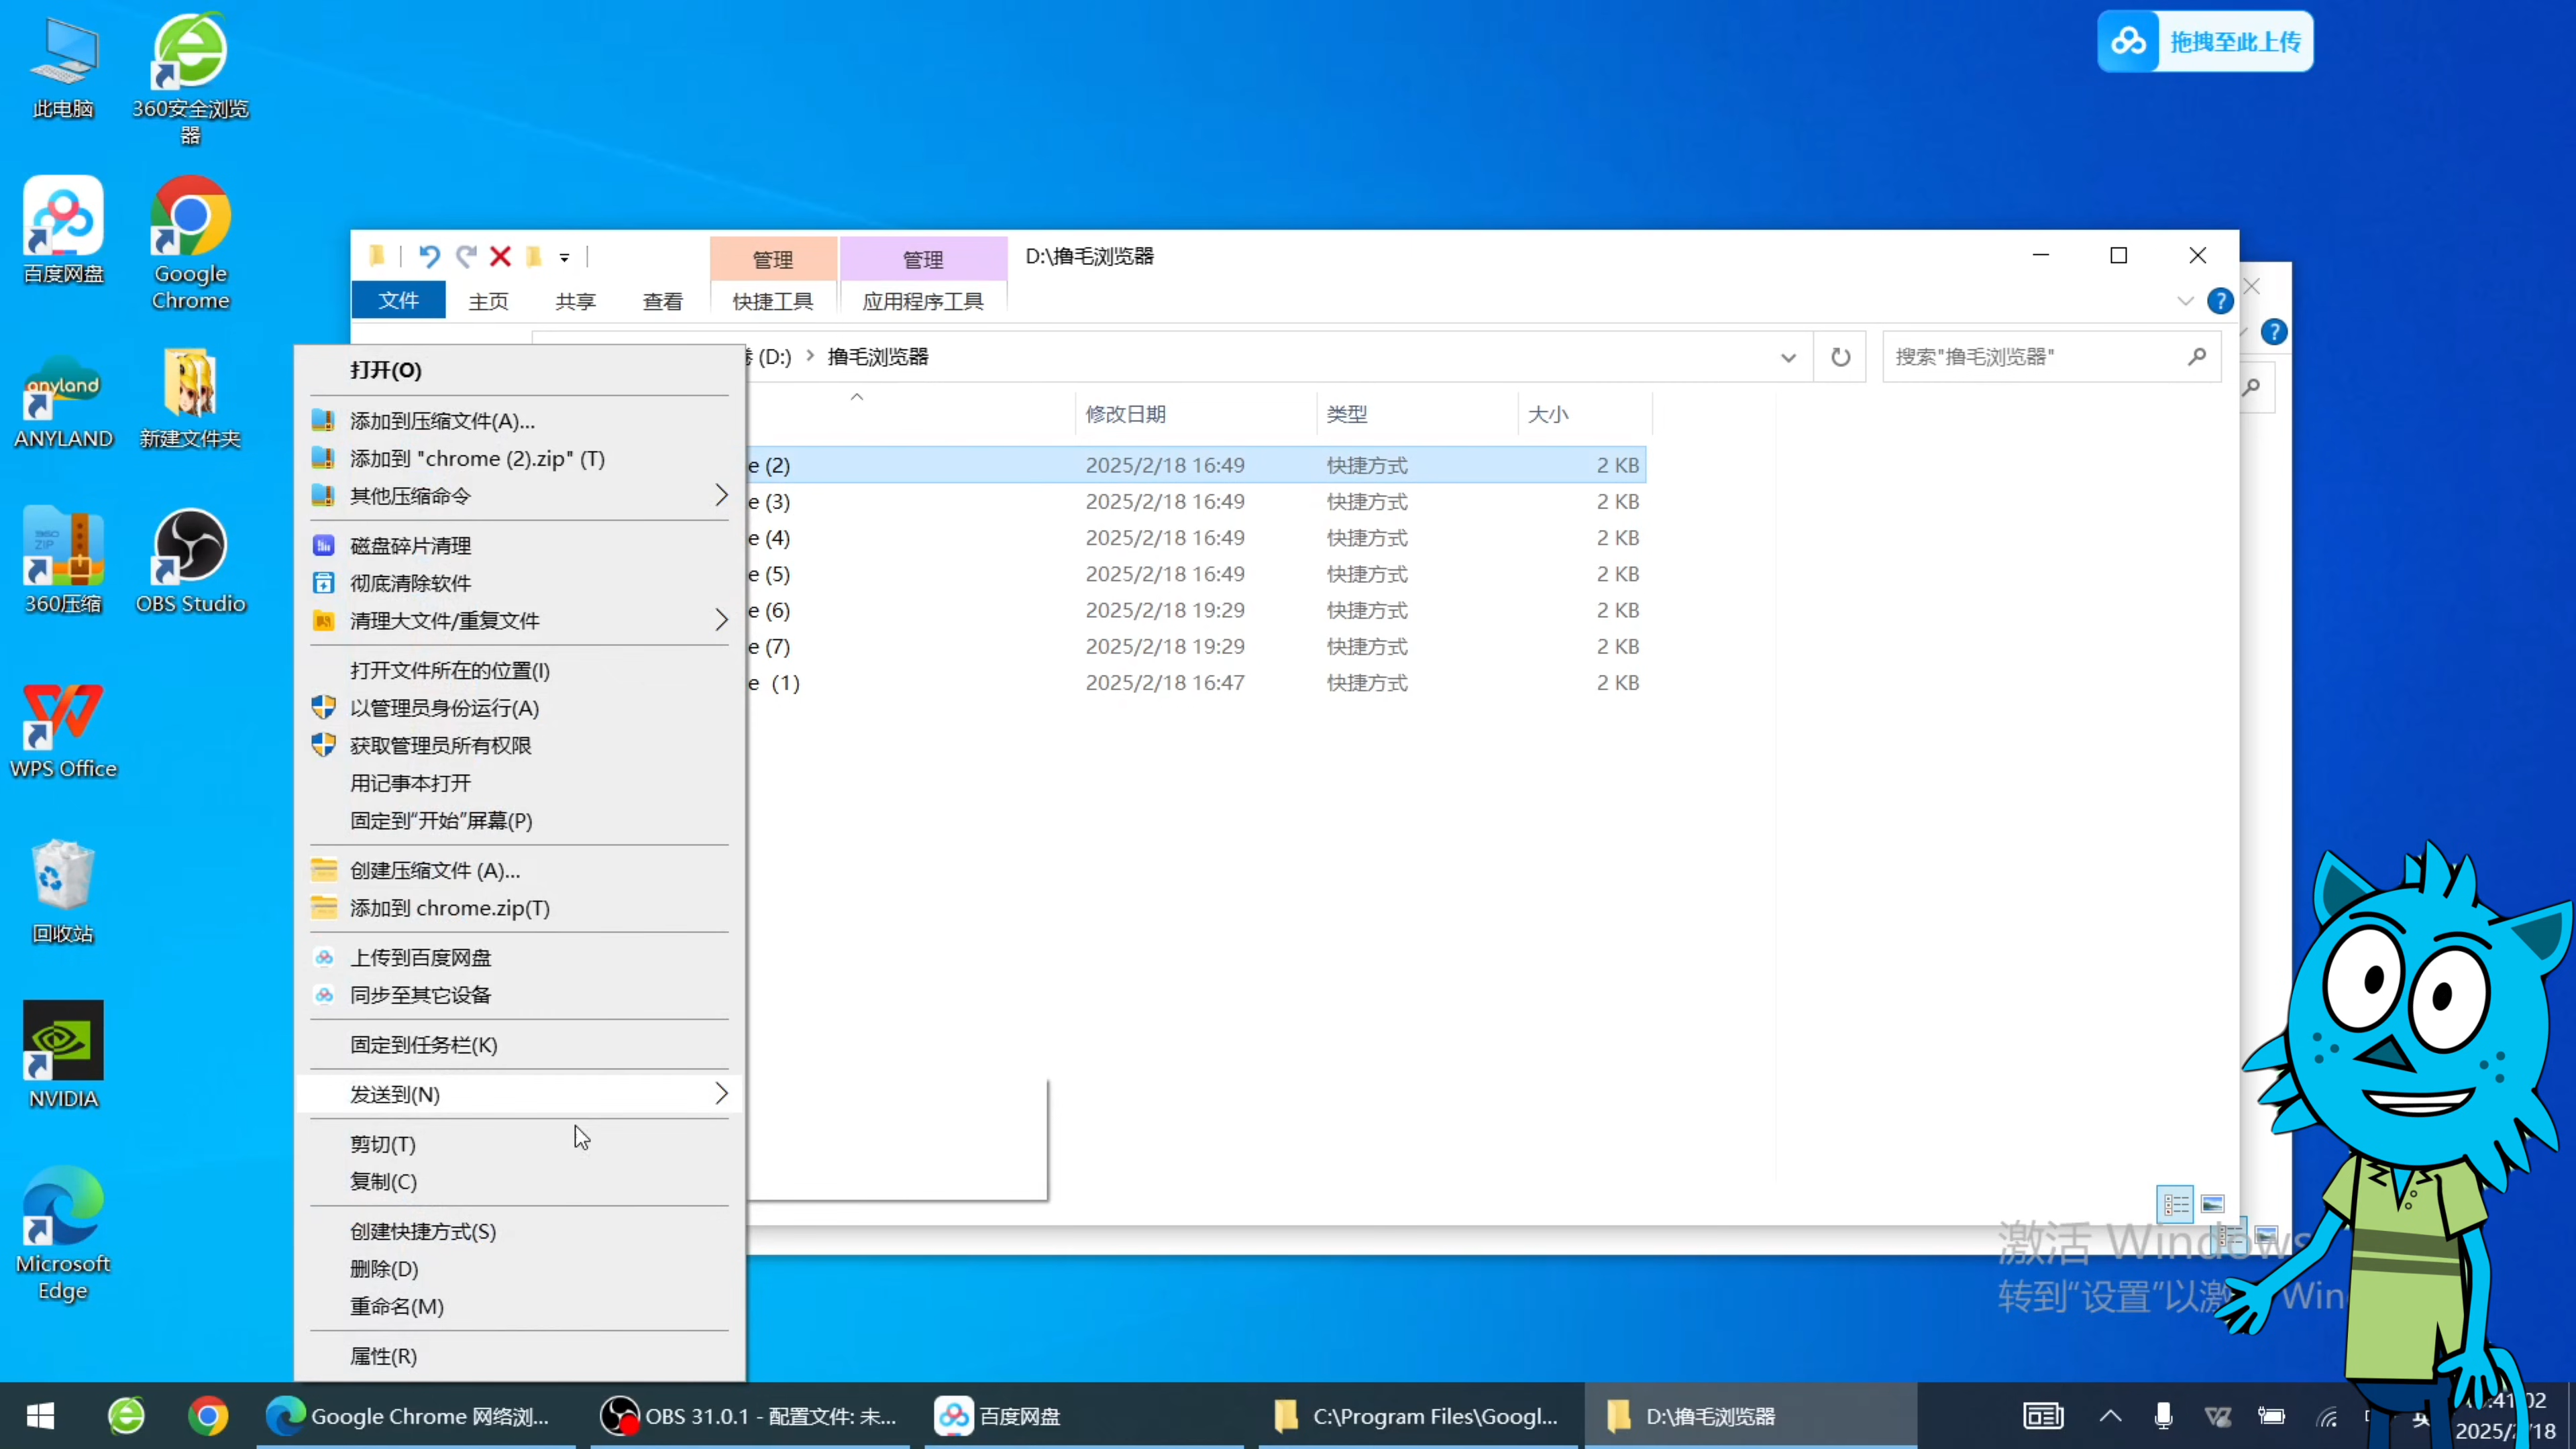 此电脑
360安全浏览
器
百度网盘
Google
Chrome
anyland
ANYLAND
新建文件夹
360
ZIP
360压缩
OBS Studio
WPS Office
回收站
NVIDIA
Microsoft
Edge
拖拽至此上传
管理
管理
D:\撸毛浏览器
文件
主页
共享
查看
快捷工具
应用程序工具
(D:)
撸毛浏览器
搜索"撸毛浏览器"
修改日期
类型
大小
e (2) 2025/2/18 16:49 快捷方式 2 KB
e (3) 2025/2/18 16:49 快捷方式 2 KB
e (4) 2025/2/18 16:49 快捷方式 2 KB
e (5) 2025/2/18 16:49 快捷方式 2 KB
e (6) 2025/2/18 19:29 快捷方式 2 KB
e (7) 2025/2/18 19:29 快捷方式 2 KB
e (1) 2025/2/18 16:47 快捷方式 2 KB
打开(O)
添加到压缩文件(A)...
添加到 "chrome (2).zip" (T)
其他压缩命令
磁盘碎片清理
彻底清除软件
清理大文件/重复文件
打开文件所在的位置(I)
以管理员身份运行(A)
获取管理员所有权限
用记事本打开
固定到“开始”屏幕(P)
创建压缩文件 (A)...
添加到 chrome.zip(T)
上传到百度网盘
同步至其它设备
固定到任务栏(K)
发送到(N)
剪切(T)
复制(C)
创建快捷方式(S)
删除(D)
重命名(M)
属性(R)
激活 Windows
转到“设置”以激 Win
Google Chrome 网络浏...
OBS 31.0.1 - 配置文件: 未...
百度网盘
C:\Program Files\Googl...
D:\撸毛浏览器
英
:41:02
2025/2/18